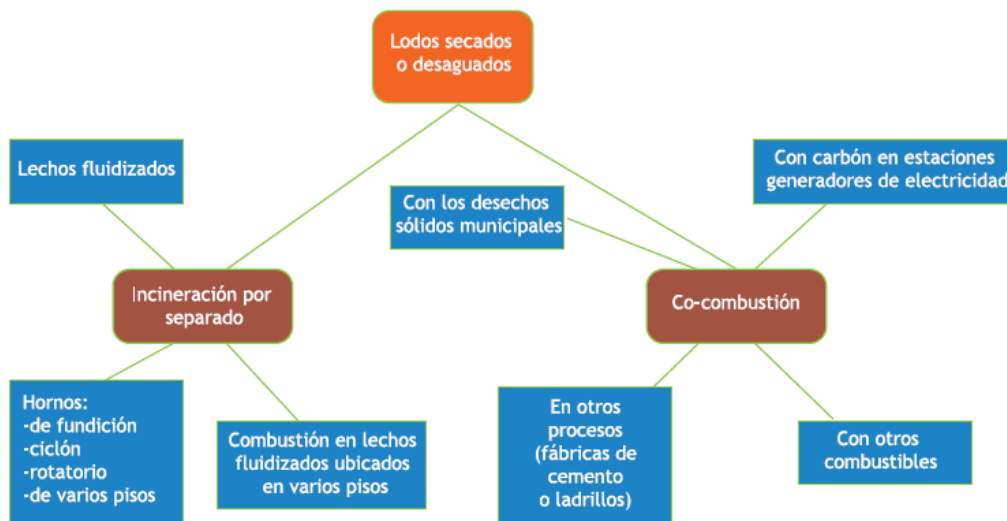 Lodos secados
o desaguados
Lechos fluidizados
Con carbón en estaciones
generadores de electricidad
Con los desechos
sólidos municipales
Incineración por
separado
Co-combustión
Hornos:
-de fundición
-ciclón
-rotatorio
-de varios pisos
Combustión en lechos
fluidizados ubicados
en varios pisos
En otros
procesos
(fábricas de
cemento
o ladrillos)
Con otros
combustibles